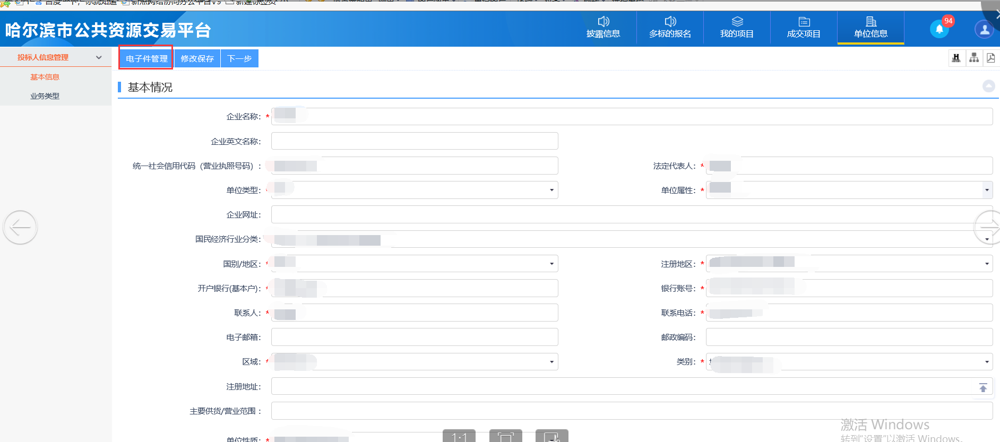 哈尔滨市公共资源交易平台
披露信息
多标的报名
我的项目
成交项目
单位信息
94
投标人信息管理
基本信息
业务类型
电子件管理
修改保存
下一步
基本情况
企业名称：*
企业英文名称：
统一社会信用代码（营业执照号码）：
法定代表人：*
单位类型：*
单位属性：*
企业网址：
国民经济行业分类：
国别/地区：*
注册地区：*
开户银行(基本户)：*
银行账号：*
联系人：*
联系电话：*
电子邮箱：
邮政编码：
区域：*
类别：*
注册地址：
主要供货/营业范围：
单位性质：*
1:1
激活 Windows
转到"设置"以激活 Windows。